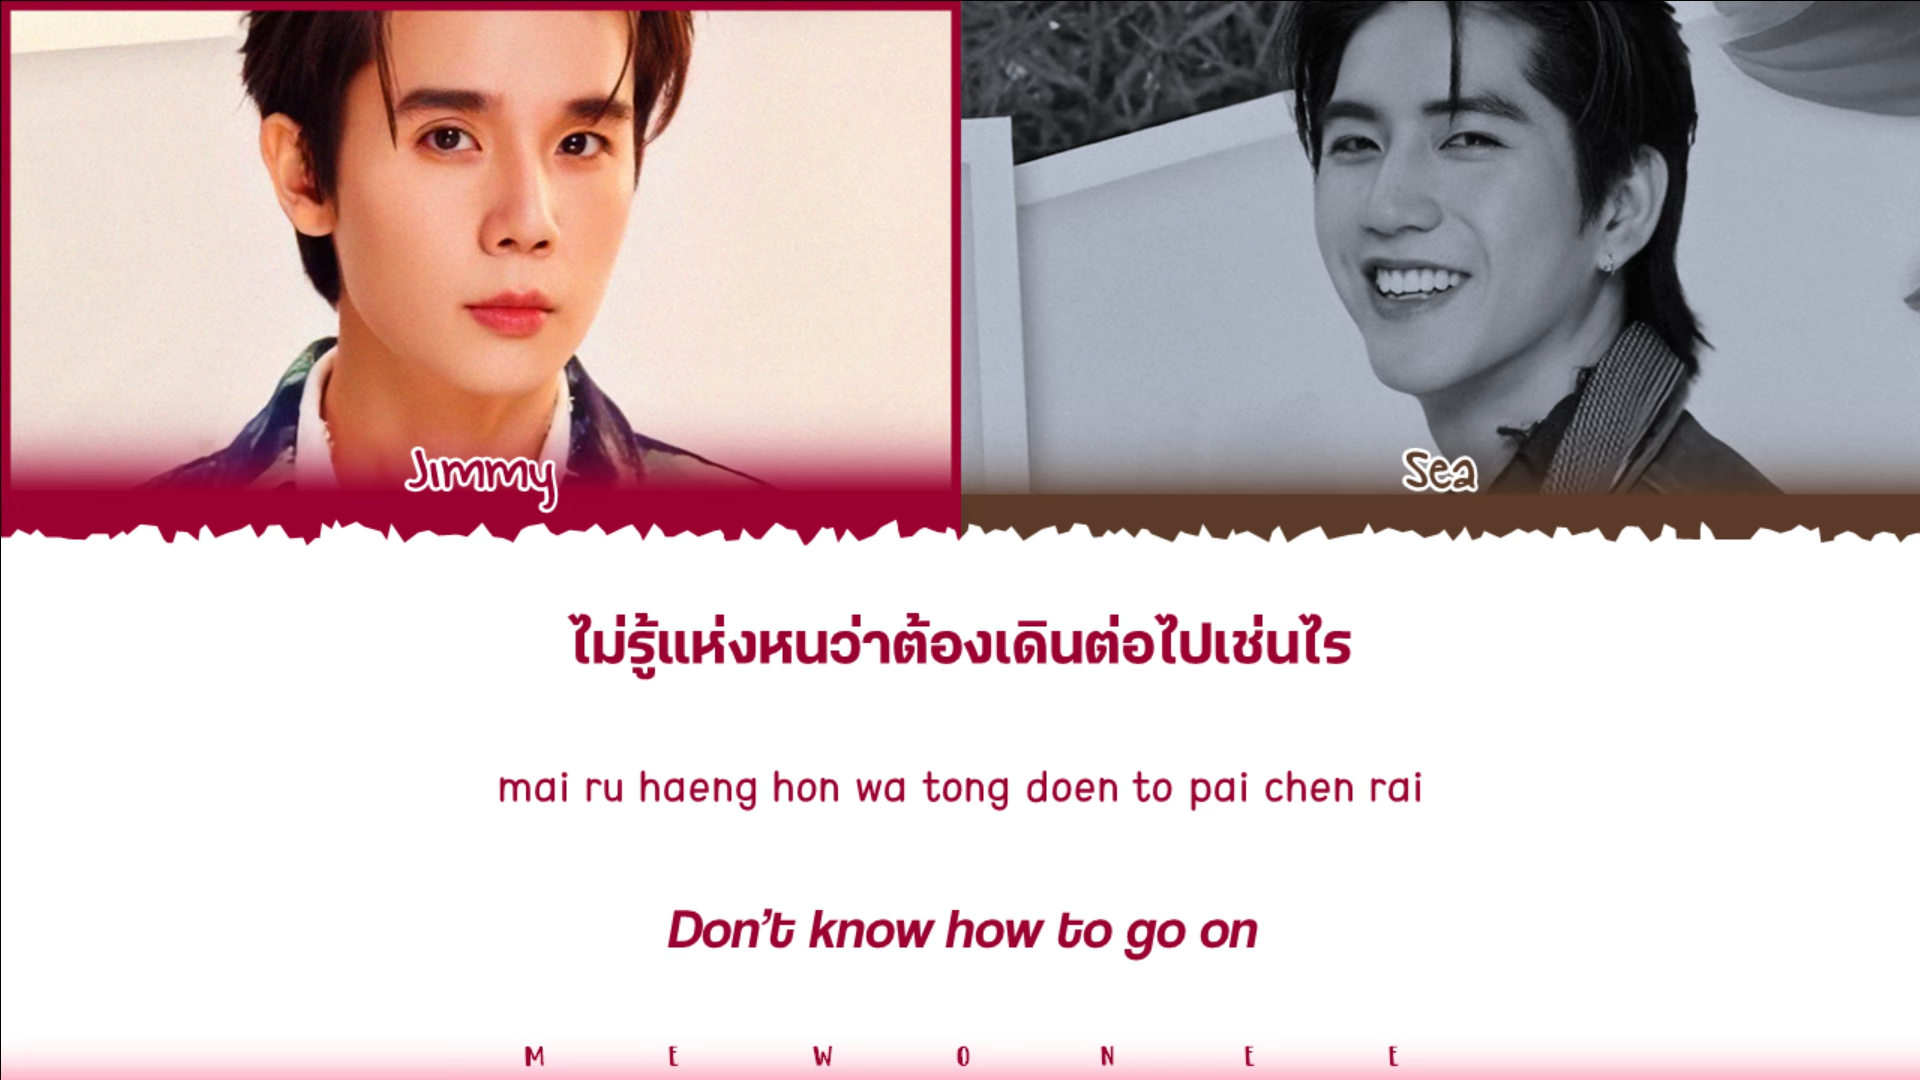 Jimmy
Sea
ไม่รู้แห่งหนว่าต้องเดินต่อไปเช่นไร
mai ru haeng hon wa tong doen to pai chen rai
Don't know how to go on
M E W O N E E